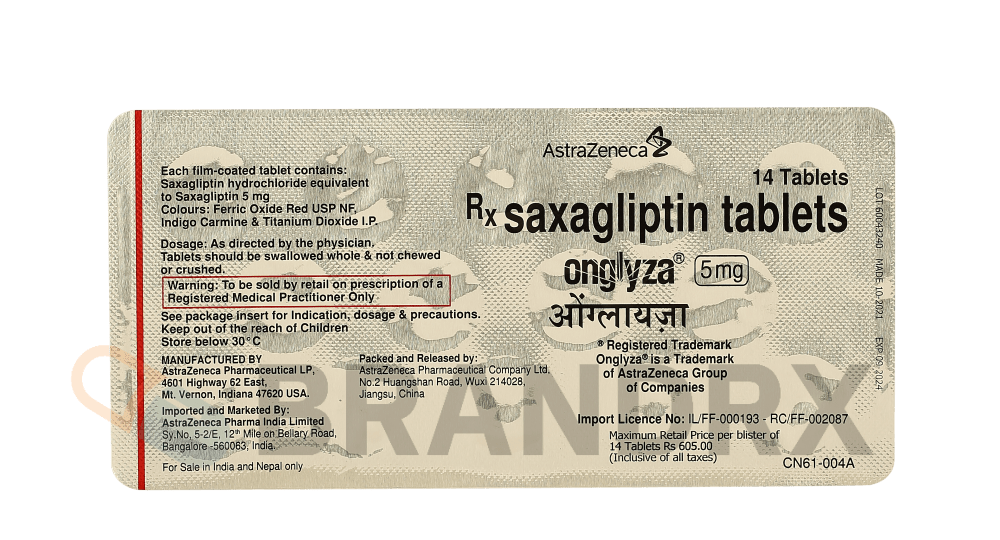 AstraZeneca
Each film-coated tablet contains:
Saxagliptin hydrochloride equivalent
to Saxagliptin 5 mg
Colours: Ferric Oxide Red USP NF,
Indigo Carmine & Titanium Dioxide I.P.
Dosage: As directed by the physician.
Tablets should be swallowed whole & not chewed
or crushed.
Warning: To be sold by retail on prescription of a
Registered Medical Practitioner Only
See package insert for Indication, dosage & precautions.
Keep out of the reach of Children
Store below 30°C
MANUFACTURED BY
AstraZeneca Pharmaceutical LP,
4601 Highway 62 East,
Mt. Vernon, Indiana 47620 USA.
Packed and Released by:
AstraZeneca Pharmaceutical Company Ltd.
No.2 Huangshan Road, Wuxi 214028,
Jiangsu, China
Imported and Marketed By:
AstraZeneca Pharma India Limited
Sy.No, 5-2/E, 12th Mile on Bellary Road,
Bangalore -560063, India.
For Sale in India and Nepal only
14 Tablets
Rx saxagliptin tablets
onglyza® 5mg
ओंग्लायज़ा
® Registered Trademark
Onglyza® is a Trademark
of AstraZeneca Group
of Companies
Import Licence No: IL/FF-000193 - RC/FF-002087
Maximum Retail Price per blister of
14 Tablets Rs 605.00
(Inclusive of all taxes)
CN61-004A
MADE 10-2021 EXP 09-2024
BRANDRX